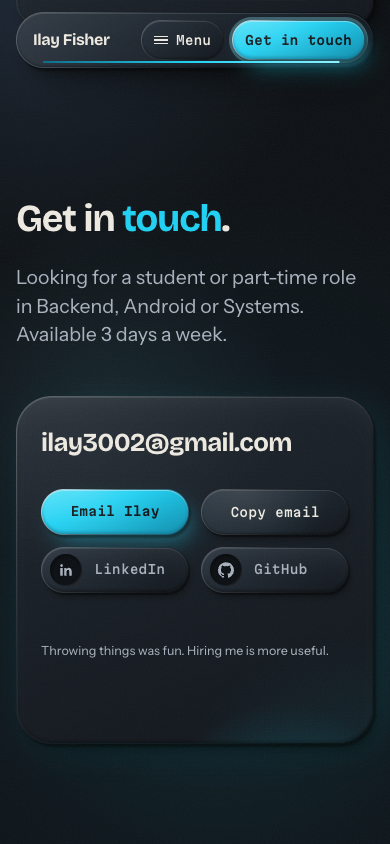 Ilay Fisher
Menu
Get in touch
Get in touch.
Looking for a student or part-time role
in Backend, Android or Systems.
Available 3 days a week.
ilay3002@gmail.com
Email Ilay
Copy email
in LinkedIn
GitHub
Throwing things was fun. Hiring me is more useful.